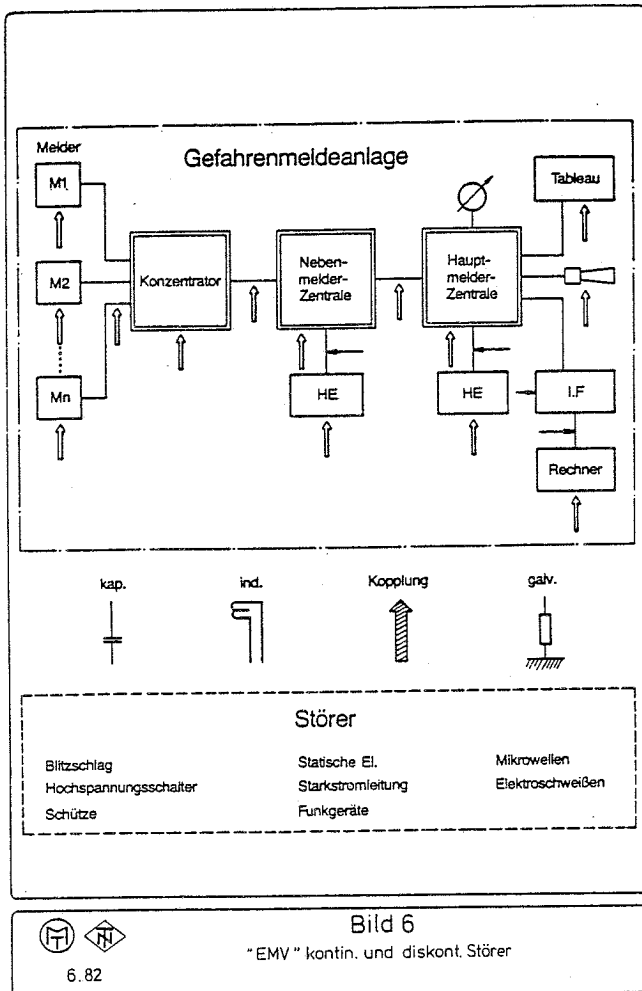 Gefahrenmeldeanlage
Melder
M1
M2
Mn
Konzentrator
Neben-
melder-
Zentrale
Haupt-
melder-
Zentrale
Tableau
HE
HE
I.F
Rechner
kap.
ind.
Kopplung
galv.
Störer
Blitzschlag
Hochspannungsschalter
Schütze
Statische El.
Starkstromleitung
Funkgeräte
Mikrowellen
Elektroschweißen
6.82
Bild 6
"EMV" kontin. und diskont. Störer